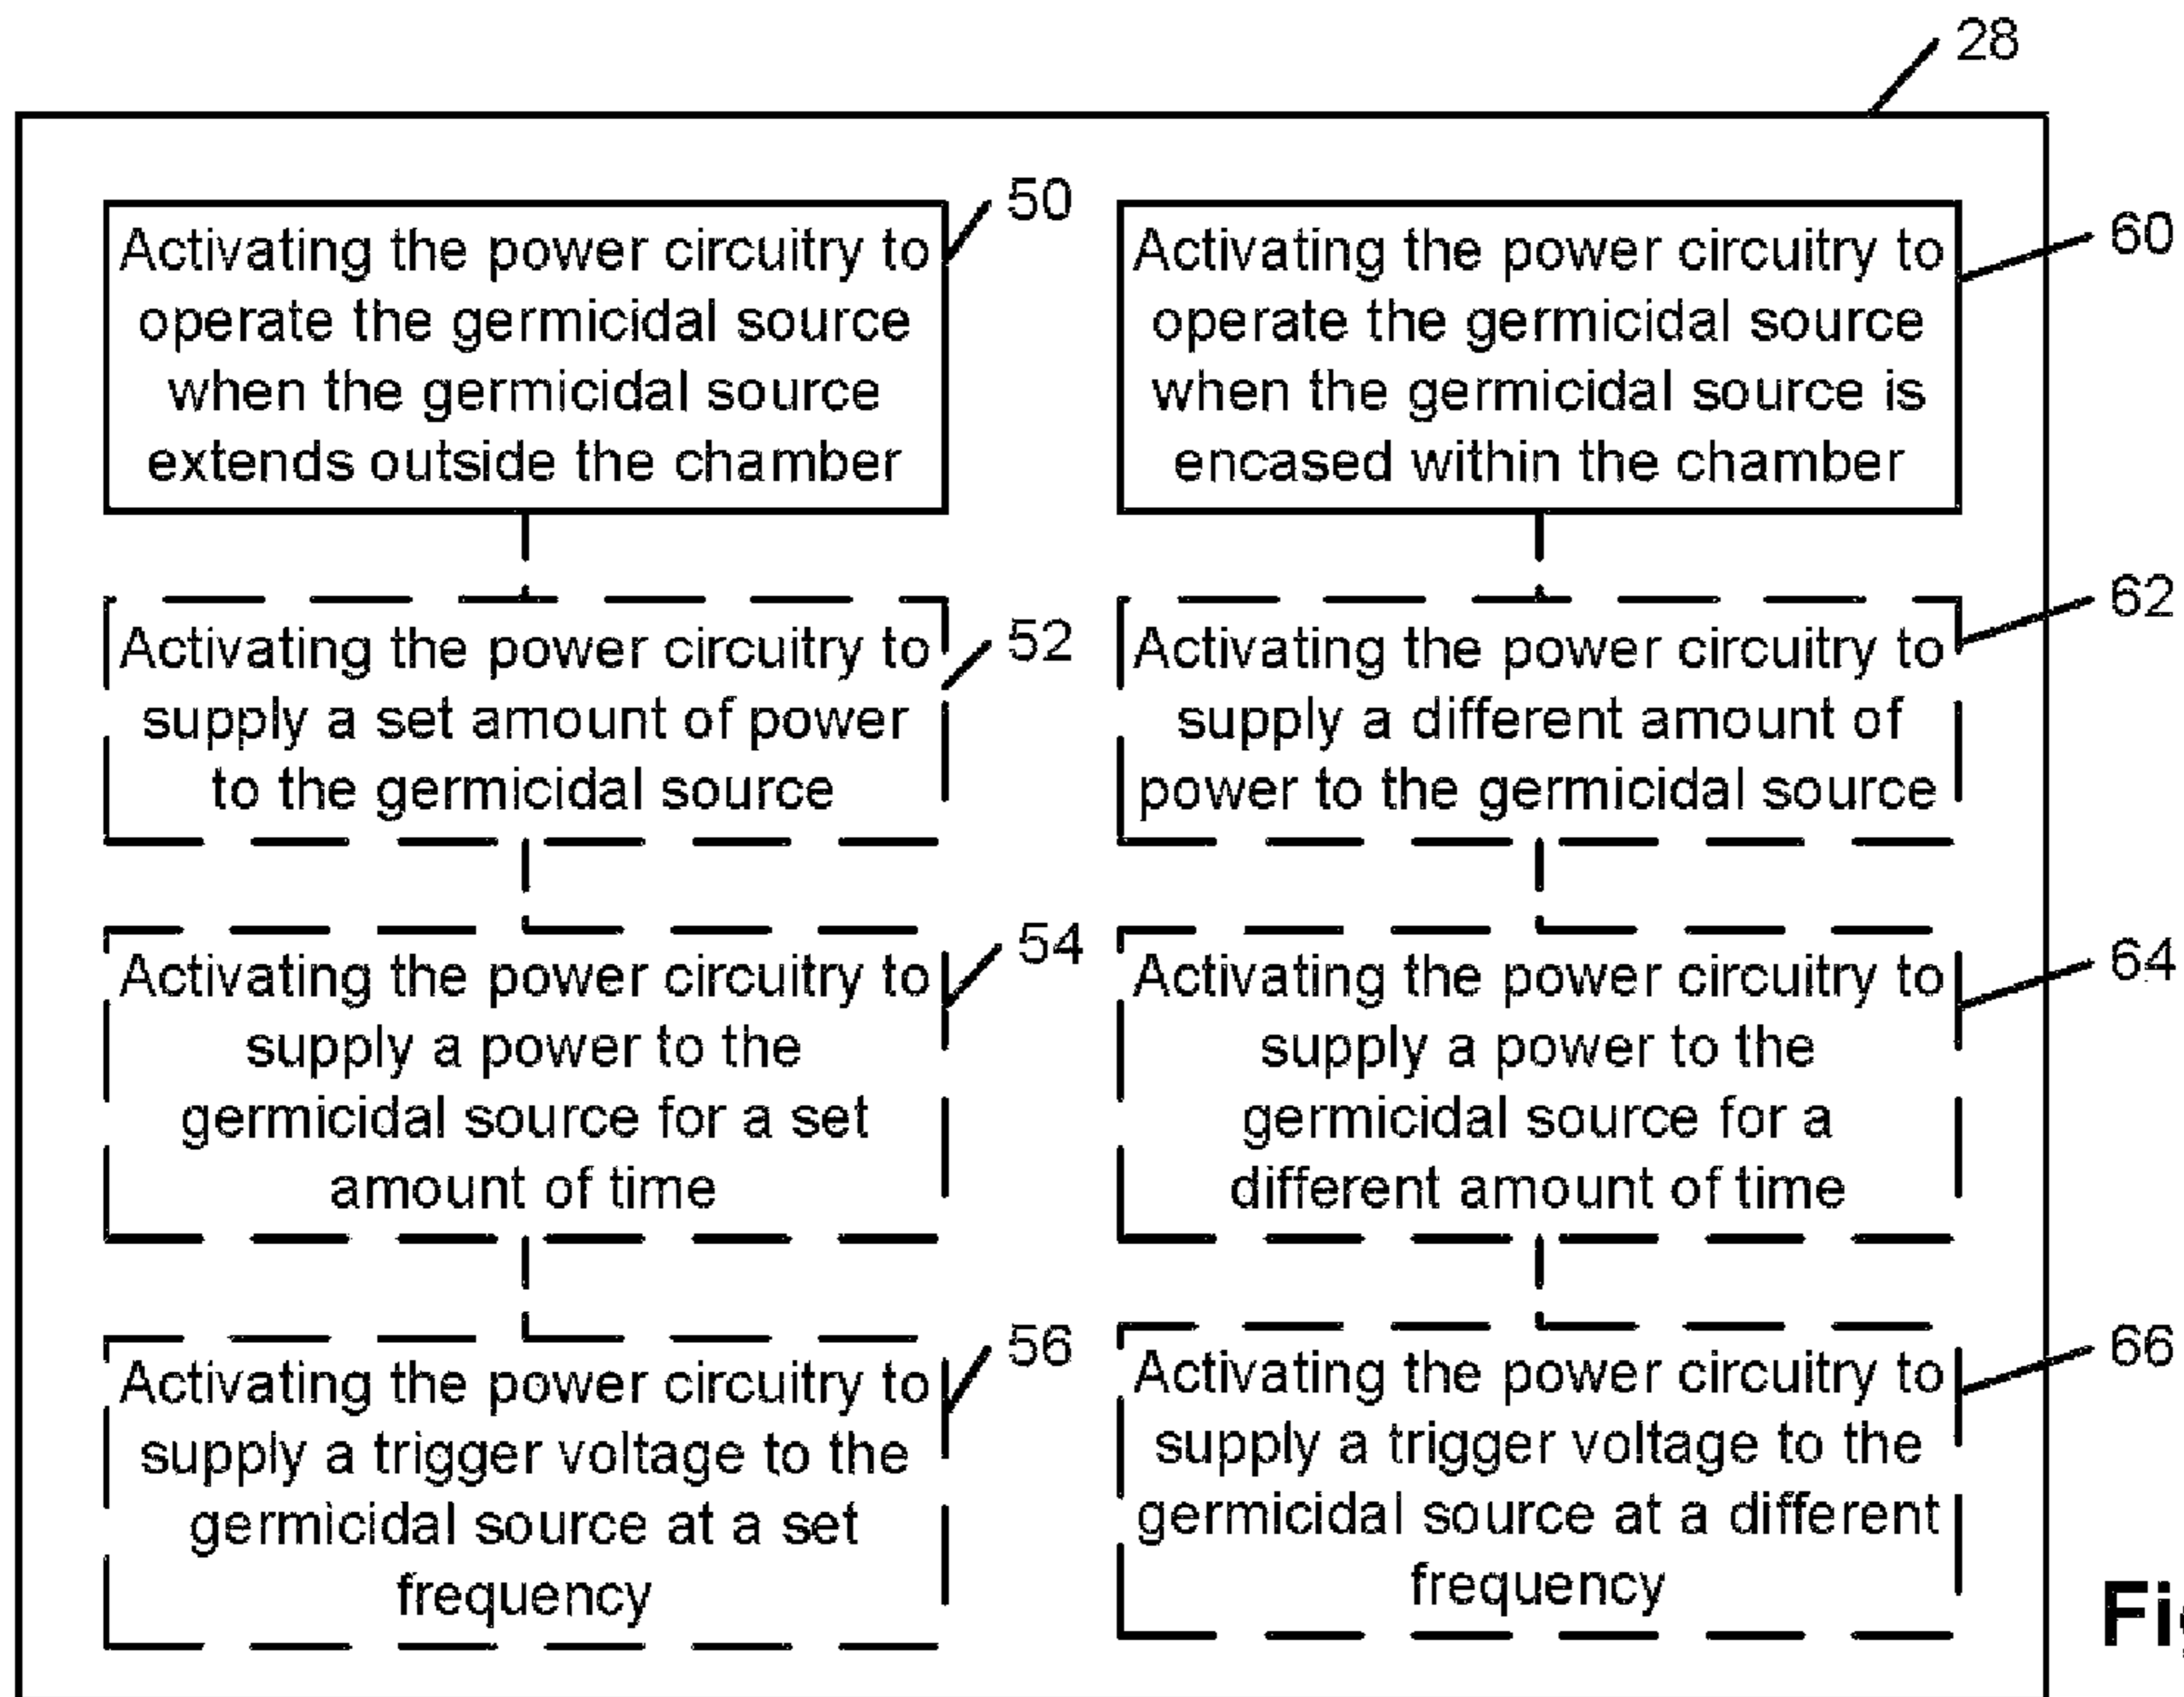 28
50
Activating the power circuitry to
operate the germicidal source
when the germicidal source
extends outside the chamber
60
Activating the power circuitry to
operate the germicidal source
when the germicidal source is
encased within the chamber
52
Activating the power circuitry to
supply a set amount of power
to the germicidal source
62
Activating the power circuitry to
supply a different amount of
power to the germicidal source
54
Activating the power circuitry to
supply a power to the
germicidal source for a set
amount of time
64
Activating the power circuitry to
supply a power to the
germicidal source for a
different amount of time
56
Activating the power circuitry to
supply a trigger voltage to the
germicidal source at a set
frequency
66
Activating the power circuitry to
supply a trigger voltage to the
germicidal source at a different
frequency